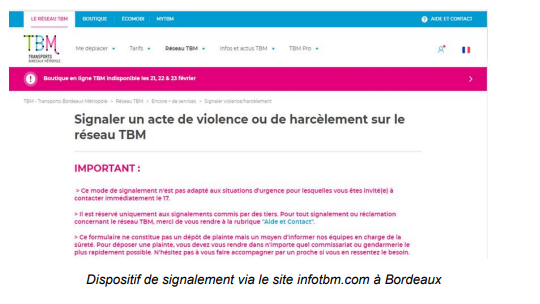 LE RÉSEAU TBM BOUTIQUE ÉCOMOBI MYTBM AIDE ET CONTACT
TBM
TRANSPORTS
BORDEAUX MÉTROPOLE
Me déplacer Tarifs Réseau TBM Infos et actus TBM TBM Pro
Boutique en ligne TBM indisponible les 21, 22 & 23 février
TBM - Transports Bordeaux Métropole > Réseau TBM > Encore + de services > Signaler violence/harcèlement
Signaler un acte de violence ou de harcèlement sur le
réseau TBM
IMPORTANT :
> Ce mode de signalement n'est pas adapté aux situations d'urgence pour lesquelles vous êtes invité(e) à
contacter immédiatement le 17.
> Il est réservé uniquement aux signalements commis par des tiers. Pour tout signalement ou réclamation
concernant le réseau TBM, merci de vous rendre à la rubrique "Aide et Contact".
> Ce formulaire ne constitue pas un dépôt de plainte mais un moyen d'informer nos équipes en charge de la
sûreté. Pour déposer une plainte, vous devez vous rendre dans n'importe quel commissariat ou gendarmerie le
plus rapidement possible. N'hésitez pas à vous faire accompagner par un proche si vous en ressentez le besoin.
Dispositif de signalement via le site infotbm.com à Bordeaux